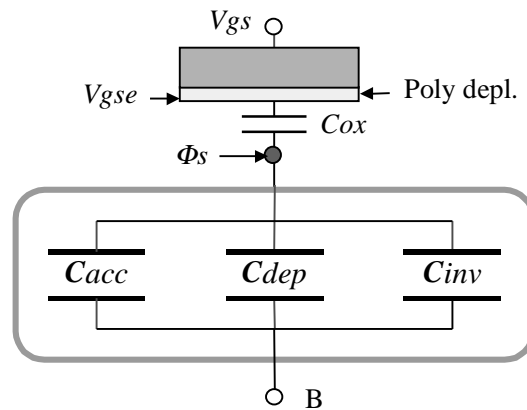 Vgs
Vgse
Poly depl.
Cox
Φs
Cacc
Cdep
Cinv
B